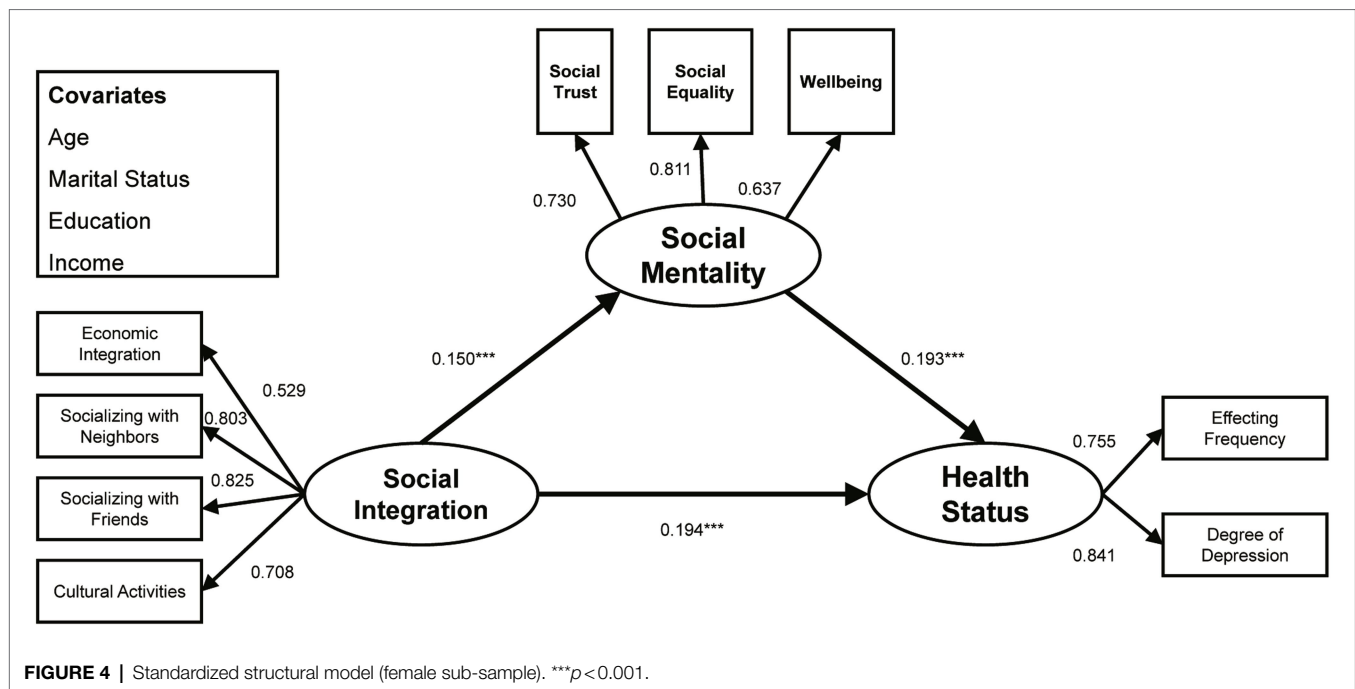 Covariates
Age
Marital Status
Education
Income
Social
Trust
Social
Equality
Wellbeing
0.730
0.811
0.637
Social
Mentality
Economic
Integration
Socializing with
Neighbors
Socializing with
Friends
Cultural Activities
0.529
0.803
0.825
0.708
Social
Integration
0.150***
0.193***
0.194***
Health
Status
0.755
0.841
Effecting
Frequency
Degree of
Depression
FIGURE 4 | Standardized structural model (female sub-sample). ***p<0.001.